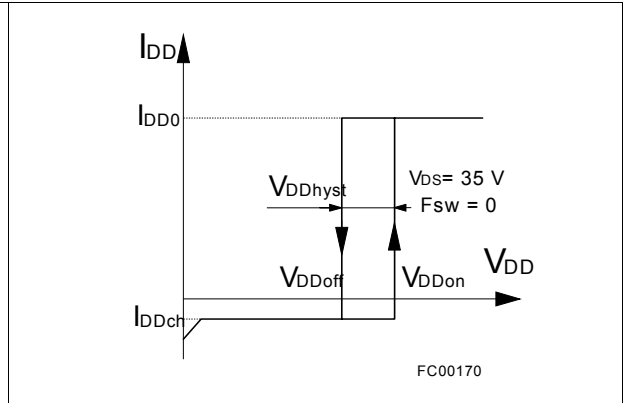 IDD
IDD0
VDDhyst
VDS= 35 V
Fsw = 0
VDDoff
VDDon
VDD
IDDch
FC00170